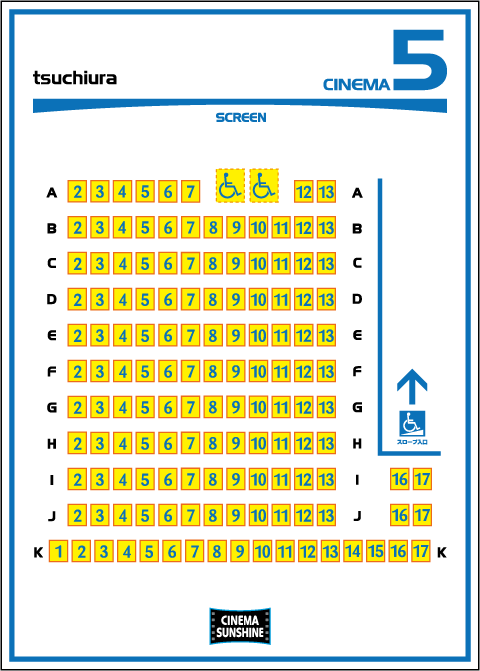 tsuchiura
CINEMA 5
SCREEN
A 2 3 4 5 6 7 12 13 A
B 2 3 4 5 6 7 8 9 10 11 12 13 B
C 2 3 4 5 6 7 8 9 10 11 12 13 C
D 2 3 4 5 6 7 8 9 10 11 12 13 D
E 2 3 4 5 6 7 8 9 10 11 12 13 E
F 2 3 4 5 6 7 8 9 10 11 12 13 F
G 2 3 4 5 6 7 8 9 10 11 12 13 G
H 2 3 4 5 6 7 8 9 10 11 12 13 H
スロープ入口
I 2 3 4 5 6 7 8 9 10 11 12 13 I 16 17
J 2 3 4 5 6 7 8 9 10 11 12 13 J 16 17
K 1 2 3 4 5 6 7 8 9 10 11 12 13 14 15 16 17 K
CINEMA
SUNSHINE